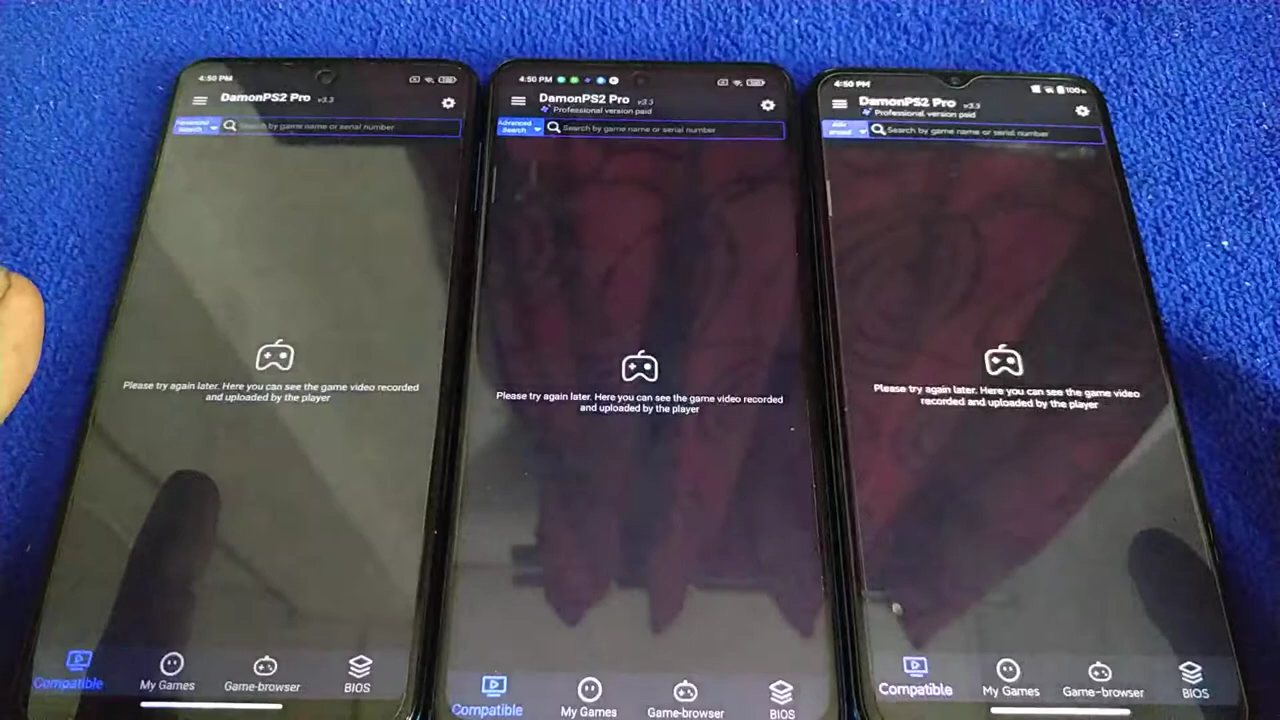 4:50 PM
DamonPS2 Pro v3.3
Advanced
Search
Search by game name or serial number
Please try again later. Here you can see the game video recorded
and uploaded by the player
Compatible
My Games
Game-browser
BIOS
4:50 PM
DamonPS2 Pro v3.3
Professional version paid
Advanced
Search
Search by game name or serial number
Please try again later. Here you can see the game video recorded
and uploaded by the player
Compatible
My Games
Game-browser
BIOS
4:50 PM
100%
DamonPS2 Pro v3.3
Professional version paid
Search by game name or serial number
Please try again later. Here you can see the game video
recorded and uploaded by the player
Compatible
My Games
Game-browser
BIOS